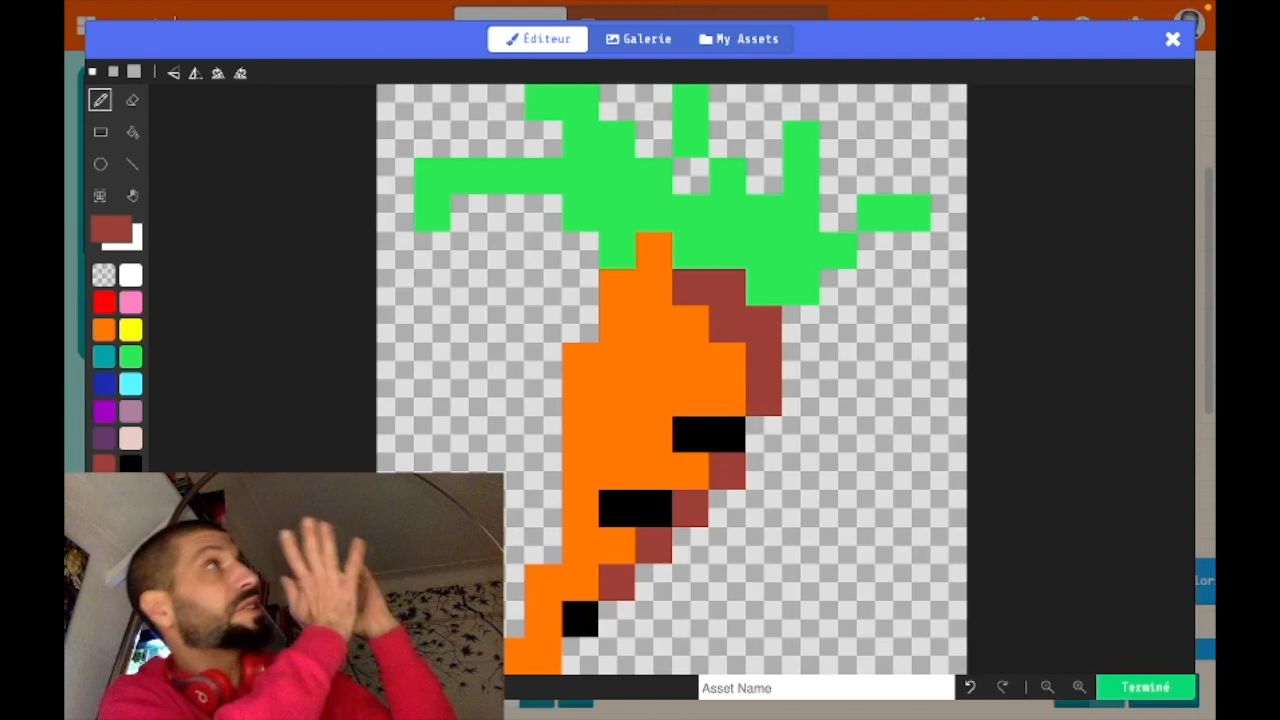 Éditeur
Galerie
My Assets
Asset Name
Terminé